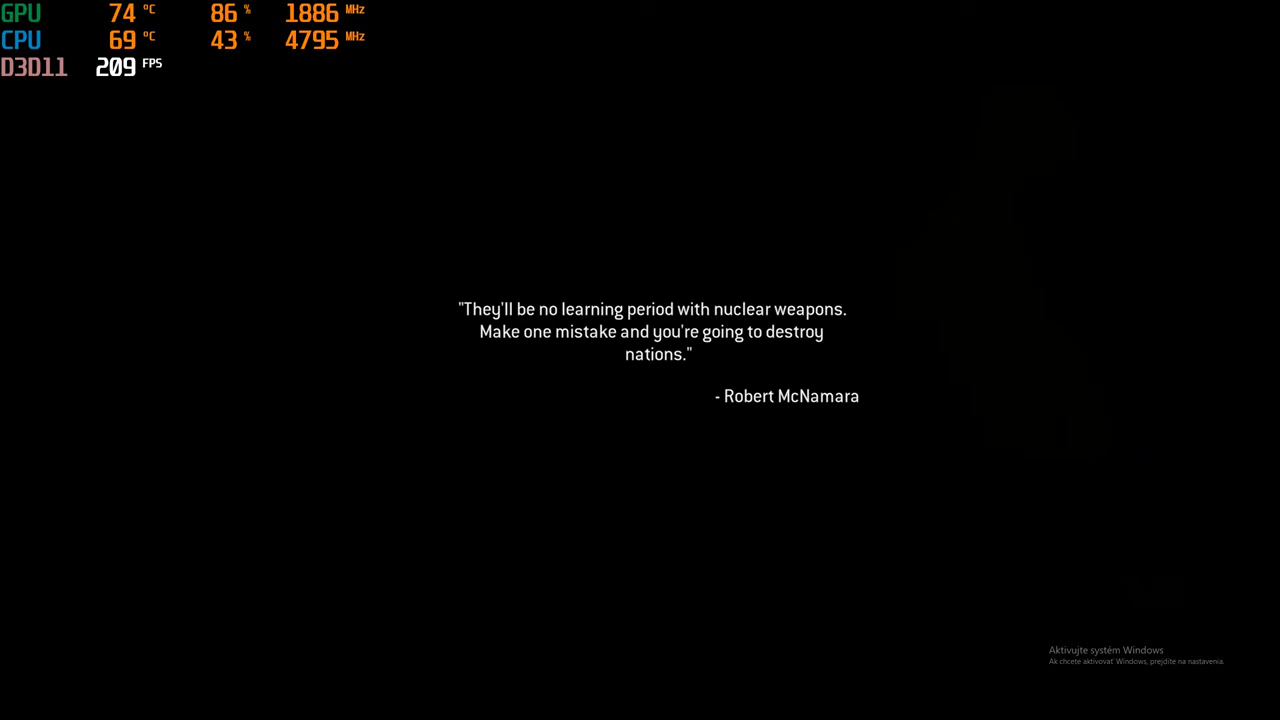 GPU 74 °C 86 % 1886 MHz
CPU 69 °C 43 % 4795 MHz
D3D11 209 FPS
"They'll be no learning period with nuclear weapons.
Make one mistake and you're going to destroy
nations."
- Robert McNamara
Aktivujte systém Windows
Ak chcete aktivovať Windows, prejdite na nastavenia.